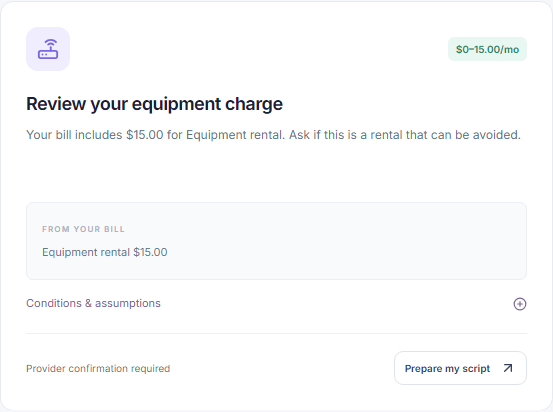 $0–15.00/mo
Review your equipment charge
Your bill includes $15.00 for Equipment rental. Ask if this is a rental that can be avoided.
FROM YOUR BILL
Equipment rental $15.00
Conditions & assumptions
Provider confirmation required
Prepare my script